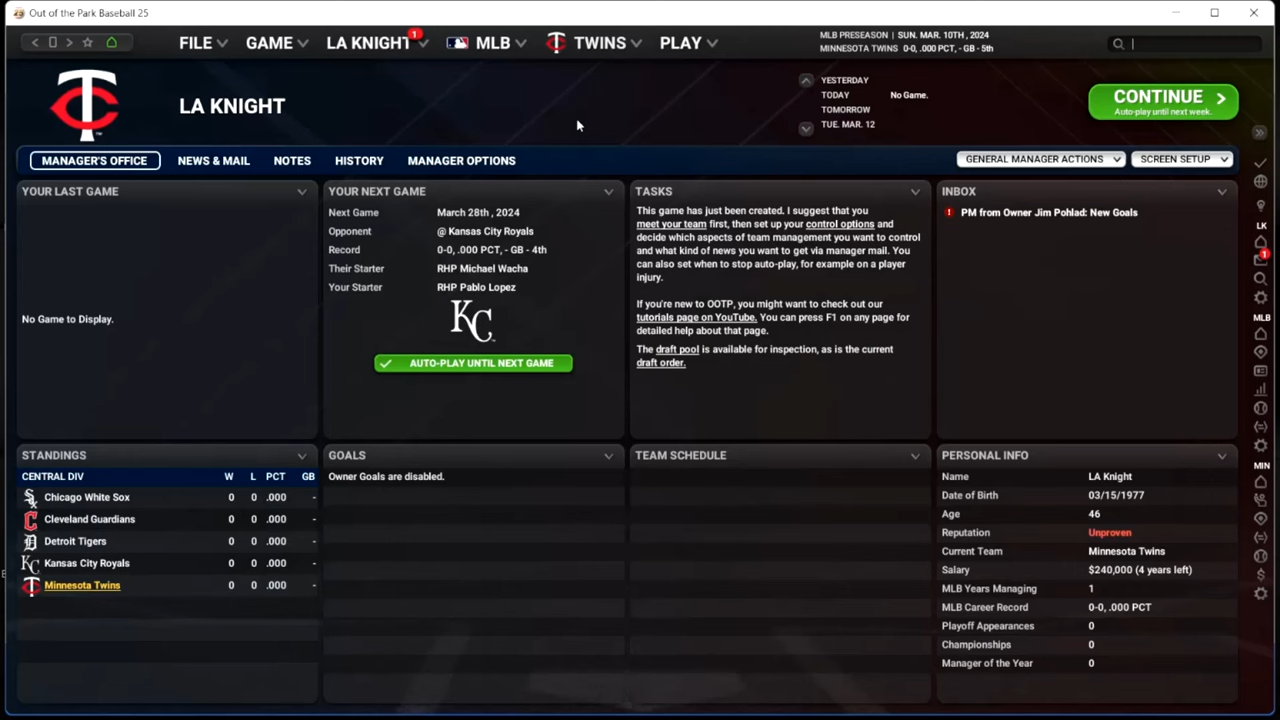 Out of the Park Baseball 25
FILE
GAME
LA KNIGHT
1
MLB
TWINS
PLAY
MLB PRESEASON | SUN. MAR. 10TH , 2024
MINNESOTA TWINS 0-0, .000 PCT, - GB - 5th
LA KNIGHT
YESTERDAY
TODAY No Game.
TOMORROW
TUE. MAR. 12
CONTINUE
Auto-play until next week.
MANAGER'S OFFICE
NEWS & MAIL
NOTES
HISTORY
MANAGER OPTIONS
GENERAL MANAGER ACTIONS
SCREEN SETUP
YOUR LAST GAME
No Game to Display.
YOUR NEXT GAME
Next Game March 28th , 2024
Opponent @ Kansas City Royals
Record 0-0, .000 PCT, - GB - 4th
Their Starter RHP Michael Wacha
Your Starter RHP Pablo Lopez
KC
AUTO-PLAY UNTIL NEXT GAME
TASKS
This game has just been created. I suggest that you
meet your team first, then set up your control options and
decide which aspects of team management you want to control
and what kind of news you want to get via manager mail. You
can also set when to stop auto-play, for example on a player
injury.
If you're new to OOTP, you might want to check out our
tutorials page on YouTube. You can press F1 on any page for
detailed help about that page.
The draft pool is available for inspection, as is the current
draft order.
INBOX
PM from Owner Jim Pohlad: New Goals
STANDINGS
CENTRAL DIV W L PCT GB
Chicago White Sox 0 0 .000 -
Cleveland Guardians 0 0 .000 -
Detroit Tigers 0 0 .000 -
Kansas City Royals 0 0 .000 -
Minnesota Twins 0 0 .000 -
GOALS
Owner Goals are disabled.
TEAM SCHEDULE
PERSONAL INFO
Name LA Knight
Date of Birth 03/15/1977
Age 46
Reputation Unproven
Current Team Minnesota Twins
Salary $240,000 (4 years left)
MLB Years Managing 1
MLB Career Record 0-0, .000 PCT
Playoff Appearances 0
Championships 0
Manager of the Year 0
LK
1
MLB
MIN